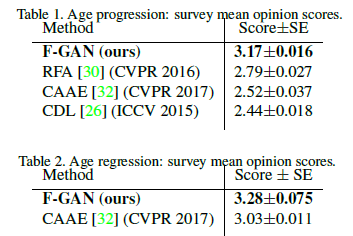 Table 1. Age progression: survey mean opinion scores.
Method Score±SE
F-GAN (ours) 3.17±0.016
RFA [30] (CVPR 2016) 2.79±0.027
CAAE [32] (CVPR 2017) 2.52±0.037
CDL [26] (ICCV 2015) 2.44±0.018
Table 2. Age regression: survey mean opinion scores.
Method Score ± SE
F-GAN (ours) 3.28±0.075
CAAE [32] (CVPR 2017) 3.03±0.011